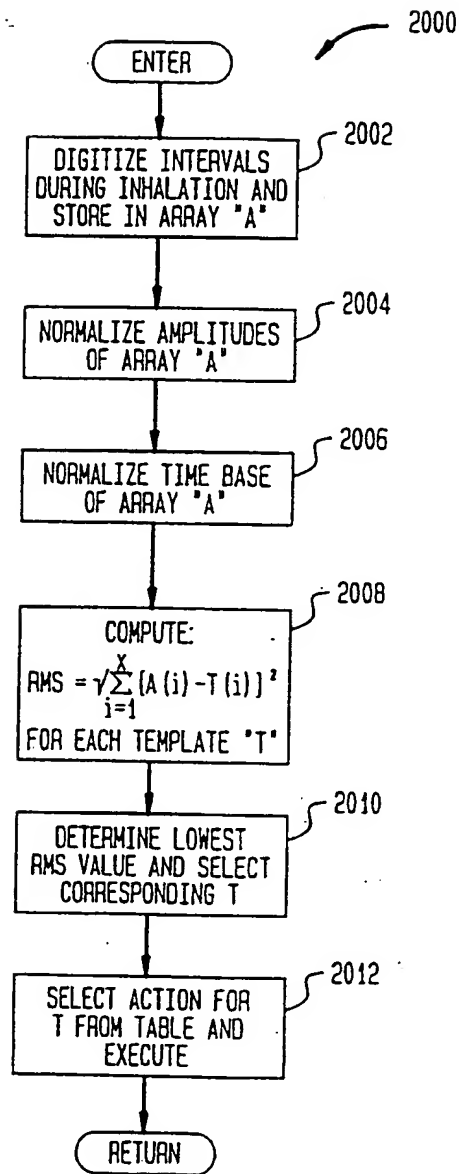 2000
ENTER
2002
DIGITIZE INTERVALS
DURING INHALATION AND
STORE IN ARRAY "A"
2004
NORMALIZE AMPLITUDES
OF ARRAY "A"
2006
NORMALIZE TIME BASE
OF ARRAY "A"
2008
COMPUTE:
RMS = √∑_{i=1}^{X} [A(i)-T(i)]²
FOR EACH TEMPLATE "T"
2010
DETERMINE LOWEST
RMS VALUE AND SELECT
CORRESPONDING T
2012
SELECT ACTION FOR
T FROM TABLE AND
EXECUTE
RETURN